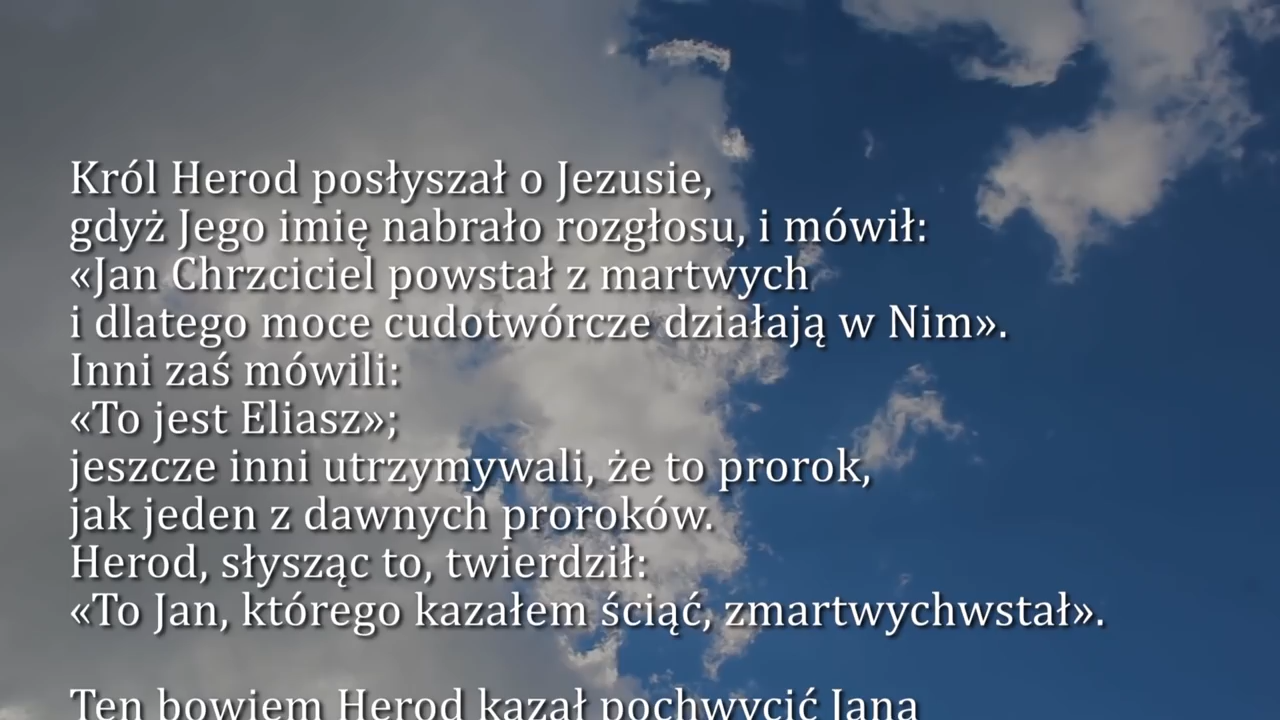 Król Herod posłyszał o Jezusie,
gdyż Jego imię nabrało rozgłosu, i mówił:
«Jan Chrzciciel powstał z martwych
i dlatego moce cudotwórcze działają w Nim».
Inni zaś mówili:
«To jest Eliasz»;
jeszcze inni utrzymywali, że to prorok,
jak jeden z dawnych proroków.
Herod, słysząc to, twierdził:
«To Jan, którego kazałem ściąć, zmartwychwstał».
Ten bowiem Herod kazał pochwycić Jana